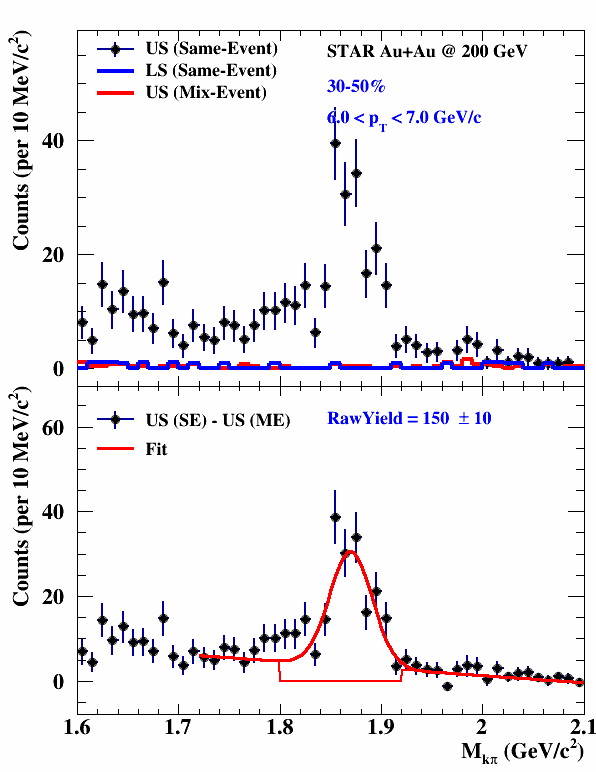 US (Same-Event)
LS (Same-Event)
US (Mix-Event)
STAR Au+Au @ 200 GeV
30-50%
6.0 < pT < 7.0 GeV/c
Counts (per 10 MeV/c²)
40
20
0
US (SE) - US (ME)
Fit
RawYield = 150 ± 10
Counts (per 10 MeV/c²)
60
40
20
0
1.6 1.7 1.8 1.9 2 2.1
Mkπ (GeV/c²)